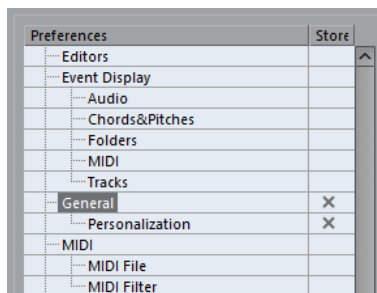 Preferences Store
Editors
Event Display
Audio
Chords&Pitches
Folders
MIDI
Tracks
General
Personalization
MIDI
MIDI File
MIDI Filter